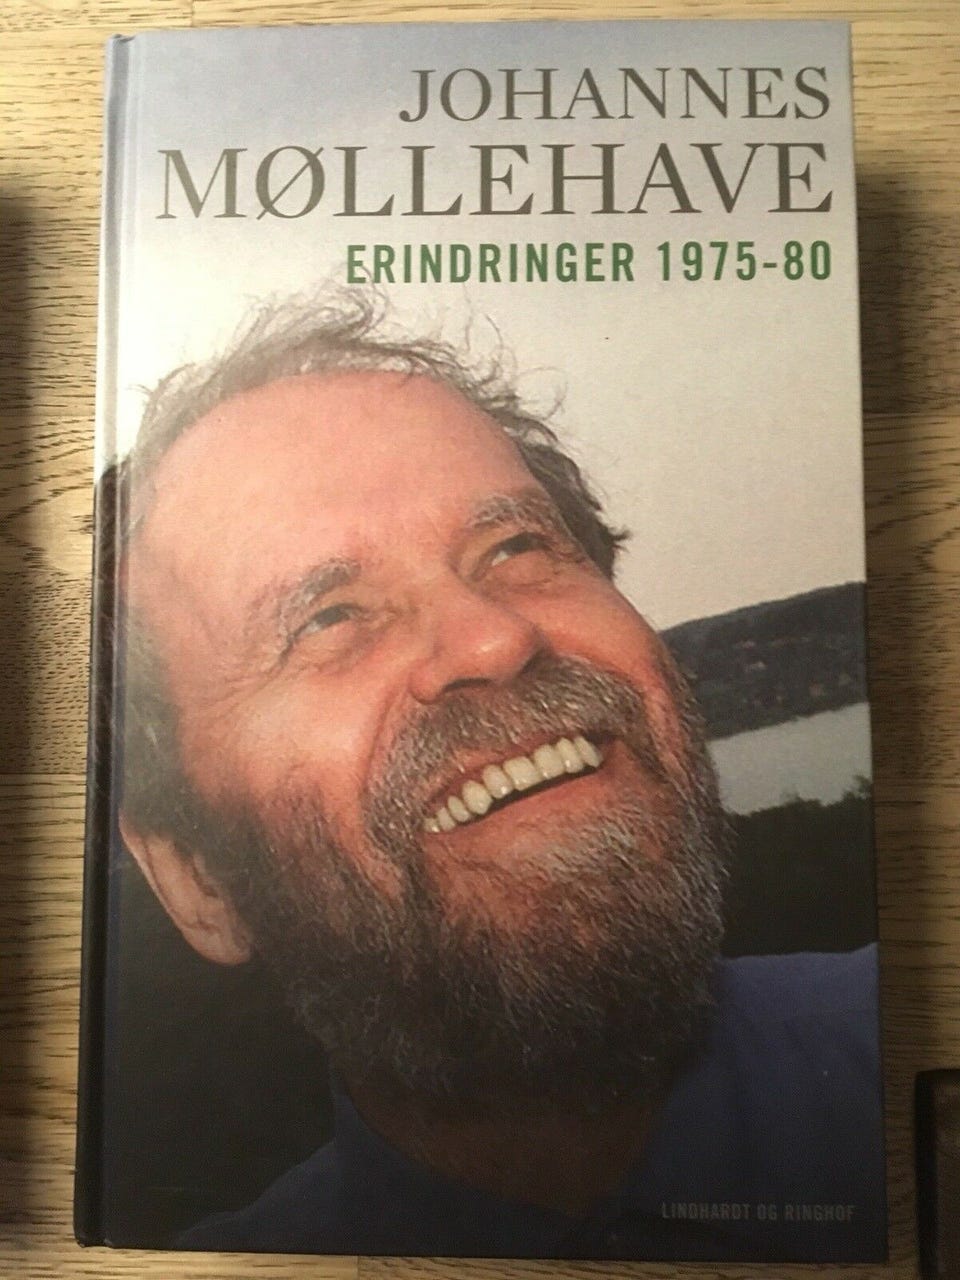 JOHANNES
MØLLEHAVE
ERINDRINGER 1975-80
LINDHARDT OG RINGHOF